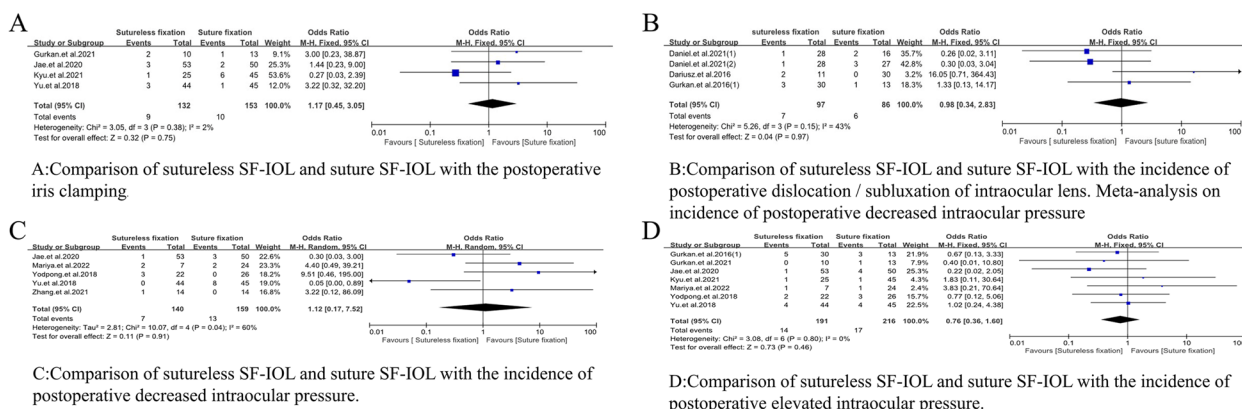 A
Sutureless fixation Suture fixation Odds Ratio Odds Ratio
Study or Subgroup Events Total Events Total Weight M-H. Fixed. 95% CI M-H. Fixed. 95% CI
Gurkan.et al.2021 2 10 1 13 9.1% 3.00 [0.23, 38.87]
Jae.et al.2020 3 53 2 50 25.3% 1.44 [0.23, 9.00]
Kyu.et al.2021 1 25 6 45 56.2% 0.27 [0.03, 2.39]
Yu.et al.2018 3 44 1 45 9.4% 3.22 [0.32, 32.20]
Total (95% CI) 132 153 100.0% 1.17 [0.45, 3.05]
Total events 9 10
Heterogeneity: Chi² = 3.05, df = 3 (P = 0.38); I² = 2%
Test for overall effect: Z = 0.32 (P = 0.75)
0.01 0.1 1 10 100
Favours [ Sutureless fixation] Favours [Suture fixation]
A:Comparison of sutureless SF-IOL and suture SF-IOL with the postoperative
iris clamping.
B
sutureless fixation Suture fixation Odds Ratio Odds Ratio
Study or Subgroup Events Total Events Total Weight M-H. Fixed. 95% CI M-H. Fixed. 95% CI
Daniel.et al.2021(1) 1 28 2 16 35.7% 0.26 [0.02, 3.11]
Daniel.et al.2021(2) 1 28 3 27 42.8% 0.30 [0.03, 3.04]
Dariusz.et al.2016 2 11 0 30 3.2% 16.05 [0.71, 364.43]
Gurkan.et al.2016(1) 3 30 1 13 18.3% 1.33 [0.13, 14.17]
Total (95% CI) 97 86 100.0% 0.98 [0.34, 2.83]
Total events 7 6
Heterogeneity: Chi² = 5.26, df = 3 (P = 0.15); I² = 43%
Test for overall effect: Z = 0.04 (P = 0.97)
0.01 0.1 1 10 100
Favours [ Sutureless fixation] Favours [Suture fixation]
B:Comparison of sutureless SF-IOL and suture SF-IOL with the incidence of
postoperative dislocation / subluxation of intraocular lens. Meta-analysis on
incidence of postoperative decreased intraocular pressure
C
Sutureless fixation Suture fixation Odds Ratio Odds Ratio
Study or Subgroup Events Total Events Total Weight M-H. Random. 95% CI M-H. Random. 95% CI
Jae.et al.2020 1 53 3 50 22.6% 0.30 [0.03, 3.00]
Mariya.et al.2022 2 7 2 24 23.3% 4.40 [0.49, 39.21]
Yodpong.et al.2018 3 22 0 26 18.2% 9.51 [0.46, 195.00]
Yu.et al.2018 0 44 8 45 19.2% 0.05 [0.00, 0.89]
Zhang.et al.2021 1 14 0 14 16.7% 3.22 [0.12, 86.09]
Total (95% CI) 140 159 100.0% 1.12 [0.17, 7.52]
Total events 7 13
Heterogeneity: Tau² = 2.81; Chi² = 10.07, df = 4 (P = 0.04); I² = 60%
Test for overall effect: Z = 0.11 (P = 0.91)
0.01 0.1 1 10 100
Favours [Sutureless fixation] Favours [Suture fixation]
C:Comparison of sutureless SF-IOL and suture SF-IOL with the incidence of
postoperative decreased intraocular pressure.
D
Sutureless fixation Suture fixation Odds Ratio Odds Ratio
Study or Subgroup Events Total Events Total Weight M-H. Fixed. 95% CI M-H. Fixed. 95% CI
Gurkan.et al.2016(1) 5 30 3 13 21.9% 0.67 [0.13, 3.33]
Gurkan.et al.2021 0 10 1 13 7.9% 0.40 [0.01, 10.80]
Jae.et al.2020 1 53 4 50 25.0% 0.22 [0.02, 2.05]
Kyu.et al.2021 1 25 1 45 4.3% 1.83 [0.11, 30.64]
Mariya.et al.2022 1 7 1 24 2.6% 3.83 [0.21, 70.64]
Yodpong.et al.2018 2 22 3 26 15.7% 0.77 [0.12, 5.06]
Yu.et al.2018 4 44 4 45 22.5% 1.02 [0.24, 4.38]
Total (95% CI) 191 216 100.0% 0.76 [0.36, 1.60]
Total events 14 17
Heterogeneity: Chi² = 3.08, df = 6 (P = 0.80); I² = 0%
Test for overall effect: Z = 0.73 (P = 0.46)
0.01 0.1 1 10 100
Favours [Sutureless fixation] Favours [Suture fixation]
D:Comparison of sutureless SF-IOL and suture SF-IOL with the incidence of
postoperative elevated intraocular pressure.